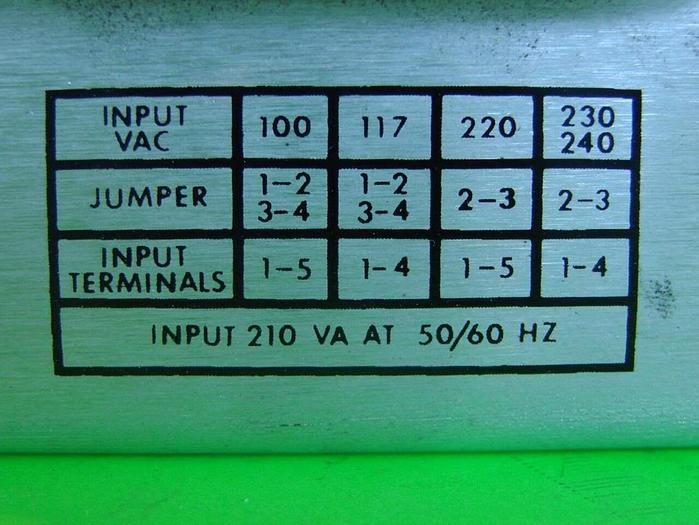 INPUT VAC 100 117 220 230 240
JUMPER 1-2 3-4 1-2 3-4 2-3 2-3
INPUT TERMINALS 1-5 1-4 1-5 1-4
INPUT 210 VA AT 50/60 HZ